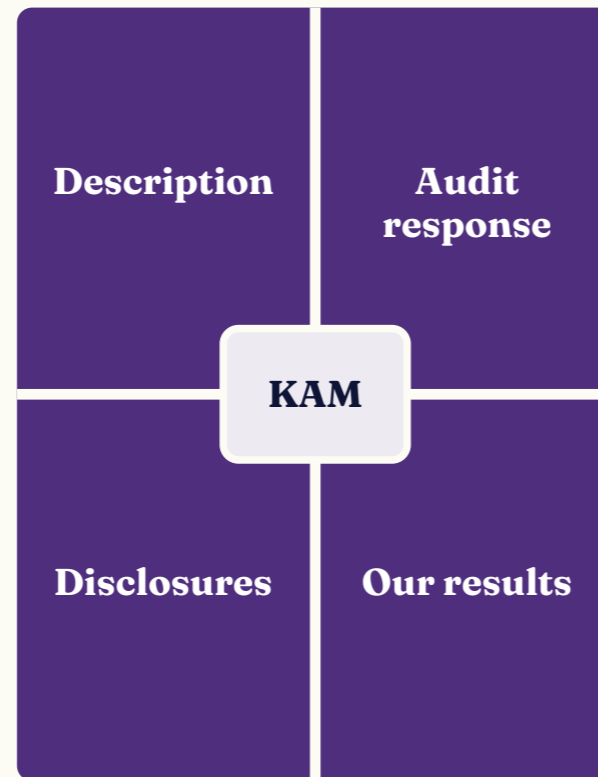 Description
Audit
response
KAM
Disclosures
Our results